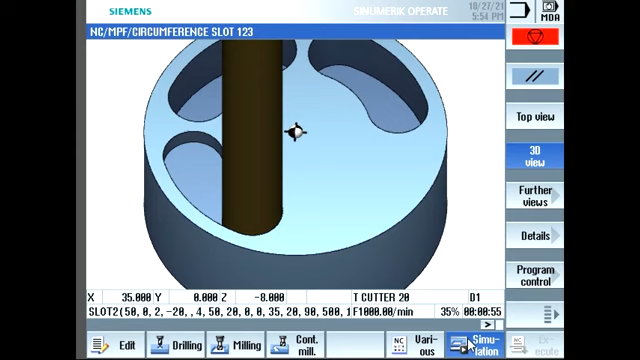 SIEMENS
SINUMERIK OPERATE
10/27/21
5:54 PM
MDA
NC/MPF/CIRCUMFERENCE SLOT 123
Top view
3D
view
Further
views
Details
Program
control
X 35.000 Y 0.000 Z -8.000 T CUTTER 20 D1
SLOT2(50, 0, 2, -20, ,4, 50, 20, 0, 0, 35, 20, 90, 500, 1 F1000.00/min 35% 00:00:55
Edit
Drilling
Milling
Cont.
mill.
NC
Vari-
ous
Simu-
lation
NC
Ex-
ecute